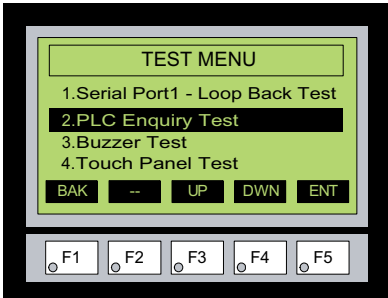 TEST MENU
1.Serial Port1 - Loop Back Test
2.PLC Enquiry Test
3.Buzzer Test
4.Touch Panel Test
BAK -- UP DWN ENT
F1 F2 F3 F4 F5